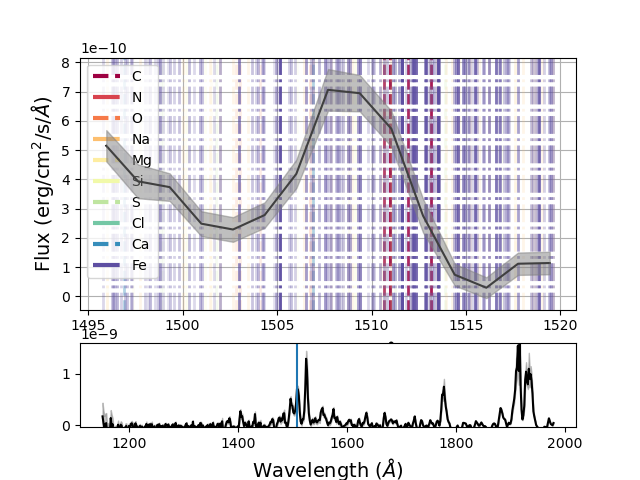 1e−10
8
7
6
5
4
3
2
1
0
Flux (erg/cm²/s/Å)
C
N
O
Na
Mg
Si
S
Cl
Ca
Fe
1495 1500 1505 1510 1515 1520
1e−9
1
0
1200 1400 1600 1800 2000
Wavelength (Å)